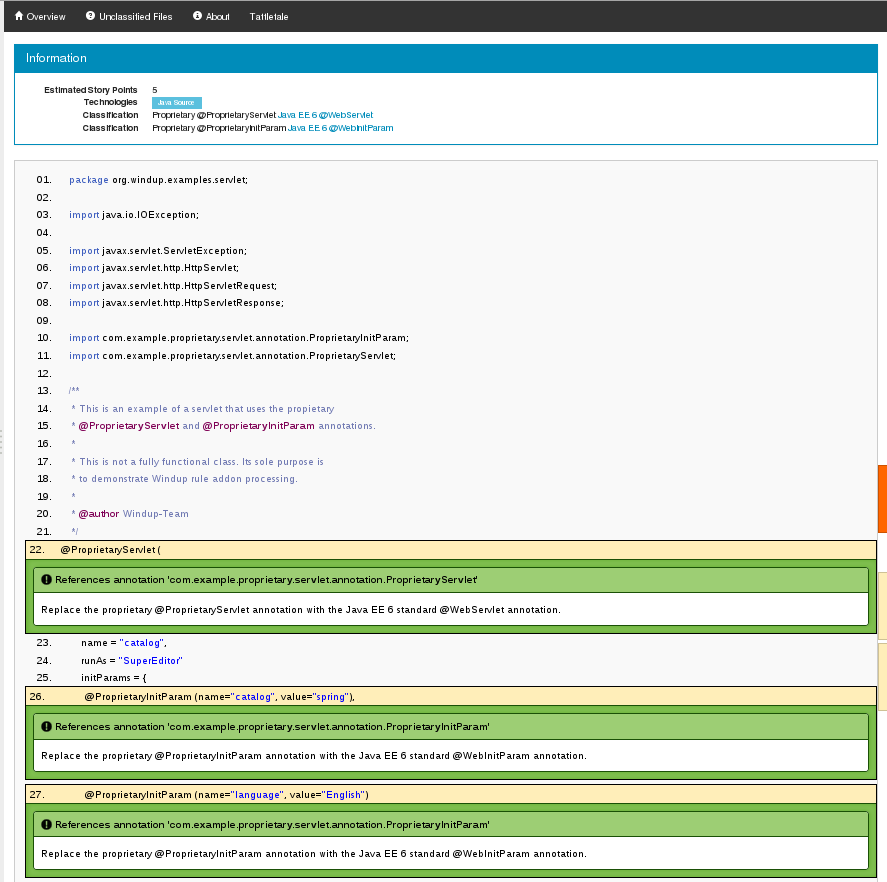 Overview Unclassified Files About Tattletale
Information
Estimated Story Points 5
Technologies Java Source
Classification Proprietary @ProprietaryServlet Java EE 6 @WebServlet
Classification Proprietary @ProprietaryInitParam Java EE 6 @WebInitParam
01. package org.windup.examples.servlet;
02.
03. import java.io.IOException;
04.
05. import javax.servlet.ServletException;
06. import javax.servlet.http.HttpServlet;
07. import javax.servlet.http.HttpServletRequest;
08. import javax.servlet.http.HttpServletResponse;
09.
10. import com.example.proprietary.servlet.annotation.ProprietaryInitParam;
11. import com.example.proprietary.servlet.annotation.ProprietaryServlet;
12.
13. /**
14. * This is an example of a servlet that uses the propietary
15. * @ProprietaryServlet and @ProprietaryInitParam annotations.
16. *
17. * This is not a fully functional class. Its sole purpose is
18. * to demonstrate Windup rule addon processing.
19. *
20. * @author Windup-Team
21. */
22. @ProprietaryServlet (
References annotation 'com.example.proprietary.servlet.annotation.ProprietaryServlet'
Replace the proprietary @ProprietaryServlet annotation with the Java EE 6 standard @WebServlet annotation.
23. name = "catalog",
24. runAs = "SuperEditor"
25. initParams = {
26. @ProprietaryInitParam (name="catalog", value="spring"),
References annotation 'com.example.proprietary.servlet.annotation.ProprietaryInitParam'
Replace the proprietary @ProprietaryInitParam annotation with the Java EE 6 standard @WebInitParam annotation.
27. @ProprietaryInitParam (name="language", value="English")
References annotation 'com.example.proprietary.servlet.annotation.ProprietaryInitParam'
Replace the proprietary @ProprietaryInitParam annotation with the Java EE 6 standard @WebInitParam annotation.